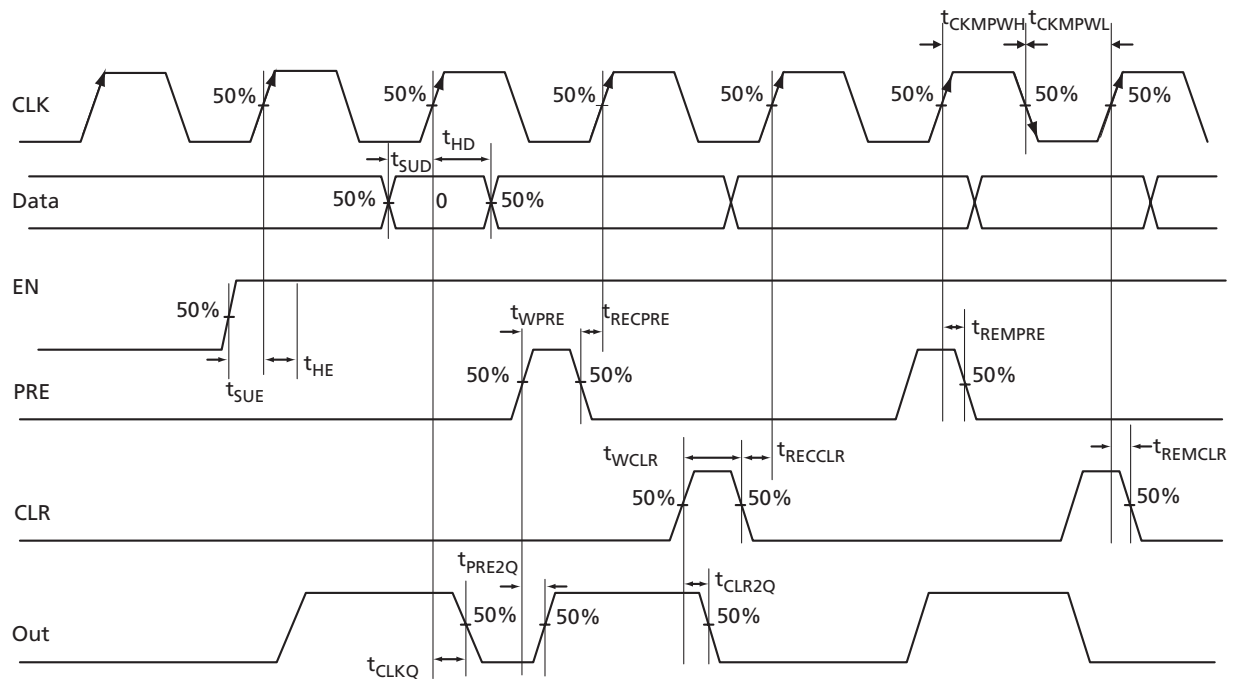 tCKMPWH tCKMPWL
CLK
50%
50%
50%
50%
50%
50%
50%
tSUD
tHD
Data
50%
0
50%
EN
50%
tSUE
tHE
tWPRE
tRECPRE
tREMPRE
PRE
50%
50%
50%
tWCLR
tRECCLR
tREMCLR
CLR
50%
50%
50%
tPRE2Q
tCLR2Q
Out
50%
50%
50%
tCLKQ